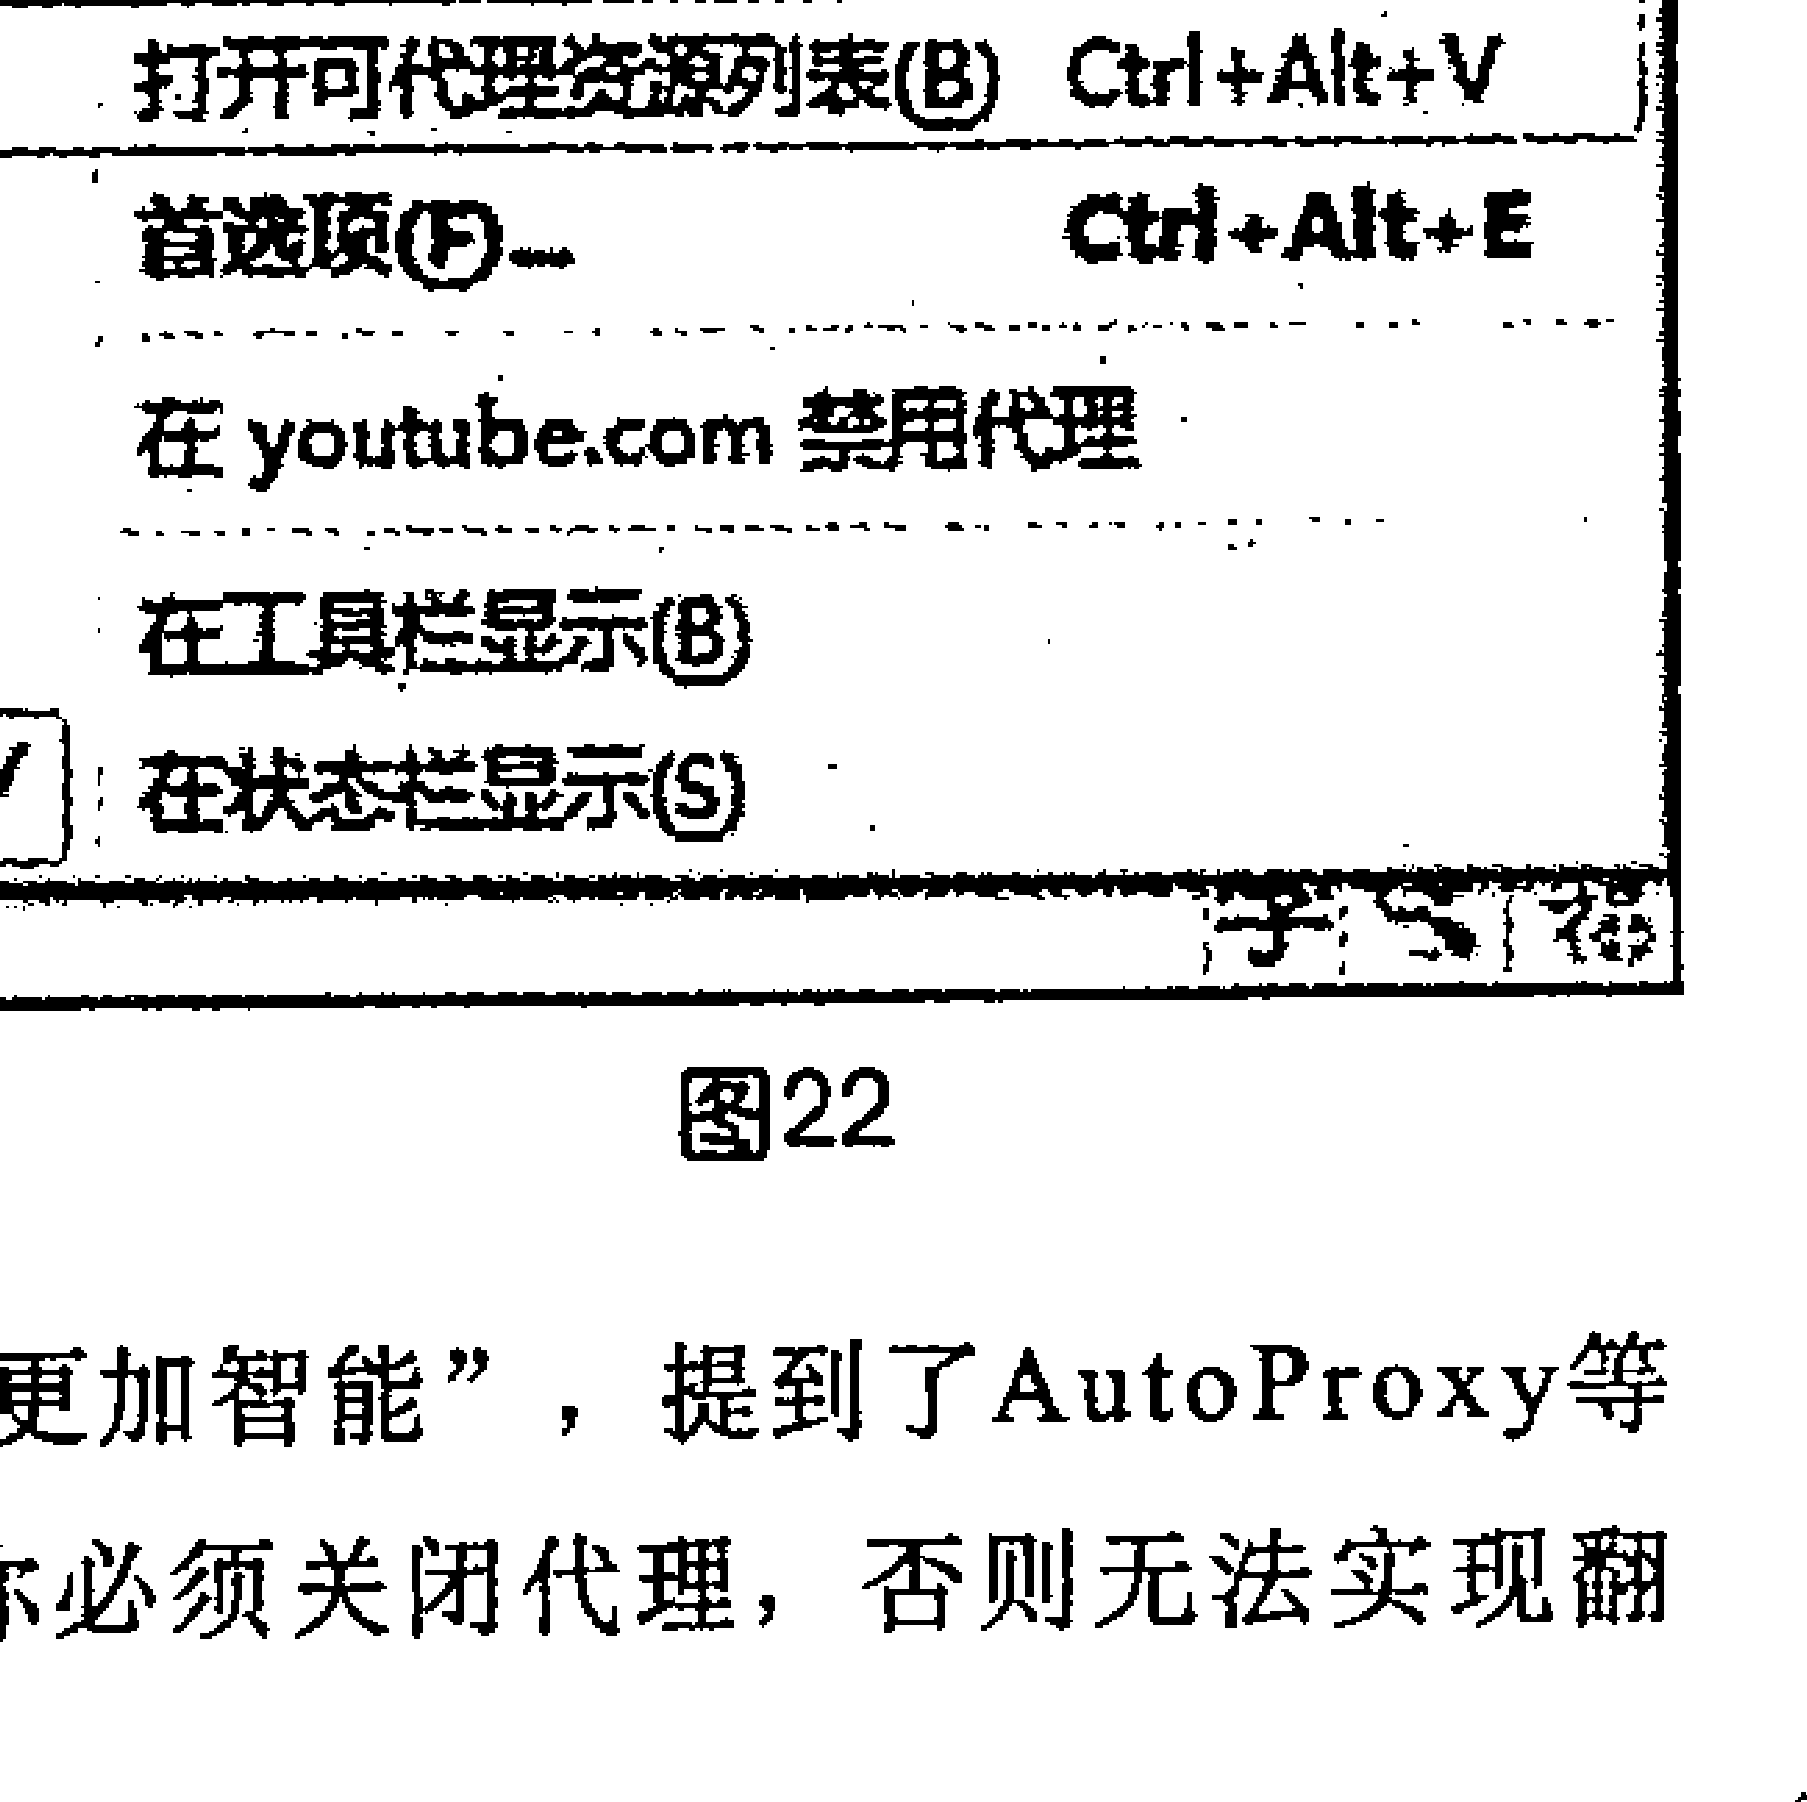 打开可代理资源列表(B) Ctrl+Alt+V
首选项(F)... Ctrl+Alt+E
在 youtube.com 禁用代理
在工具栏显示(B)
在状态栏显示(S)
图22
更加智能”，提到了AutoProxy等
你必须关闭代理，否则无法实现翻